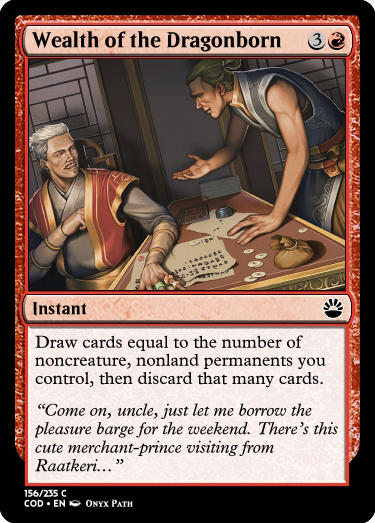 Wealth of the Dragonborn 3
Instant
Draw cards equal to the number of
noncreature, nonland permanents you
control, then discard that many cards.
“Come on, uncle, just let me borrow the
pleasure barge for the weekend. There’s this
cute merchant-prince visiting from
Raatkeri…”
156/235 C
COD • EN Onyx Path